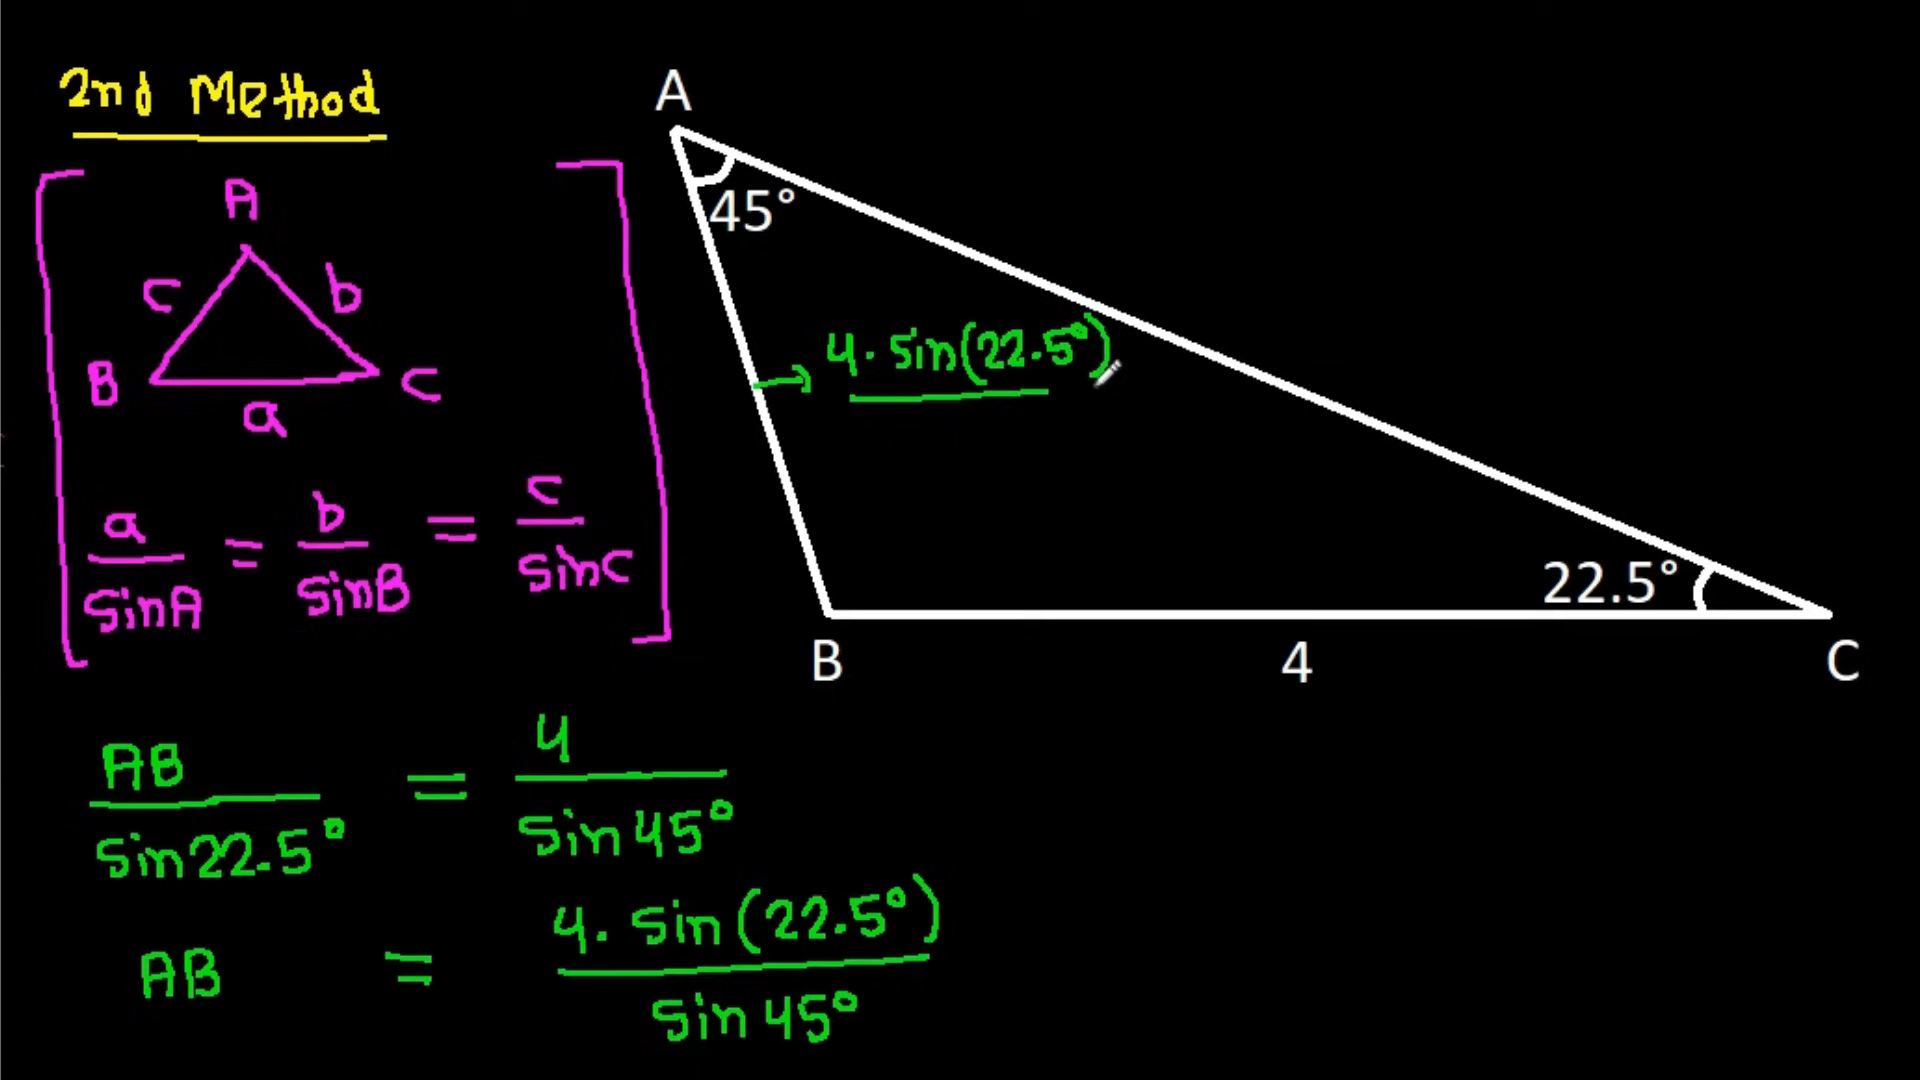 2nd Method
A
c b
B C
a
a/sinA = b/sinB = c/sinC
A
45°
4. sin(22.5°)
22.5°
B 4 C
AB/sin22.5° = 4/sin45°
AB = 4. sin(22.5°)/sin45°